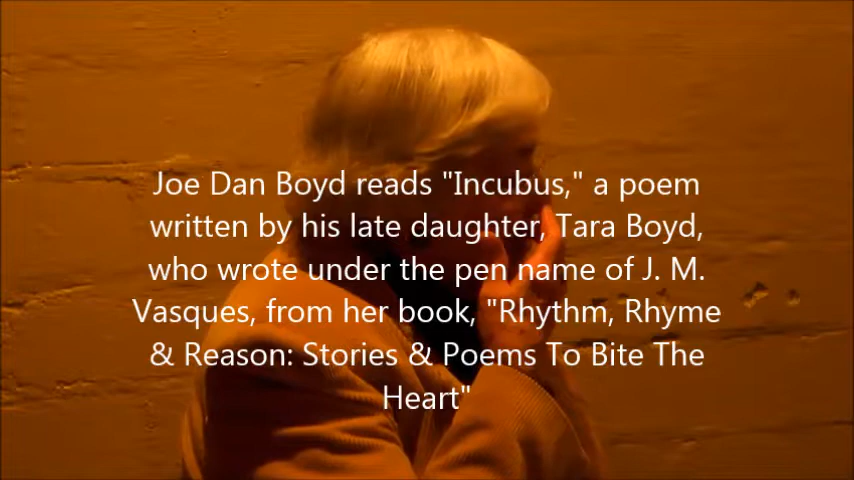 Joe Dan Boyd reads "Incubus," a poem
written by his late daughter, Tara Boyd,
who wrote under the pen name of J. M.
Vasques, from her book, "Rhythm, Rhyme
& Reason: Stories & Poems To Bite The
Heart"